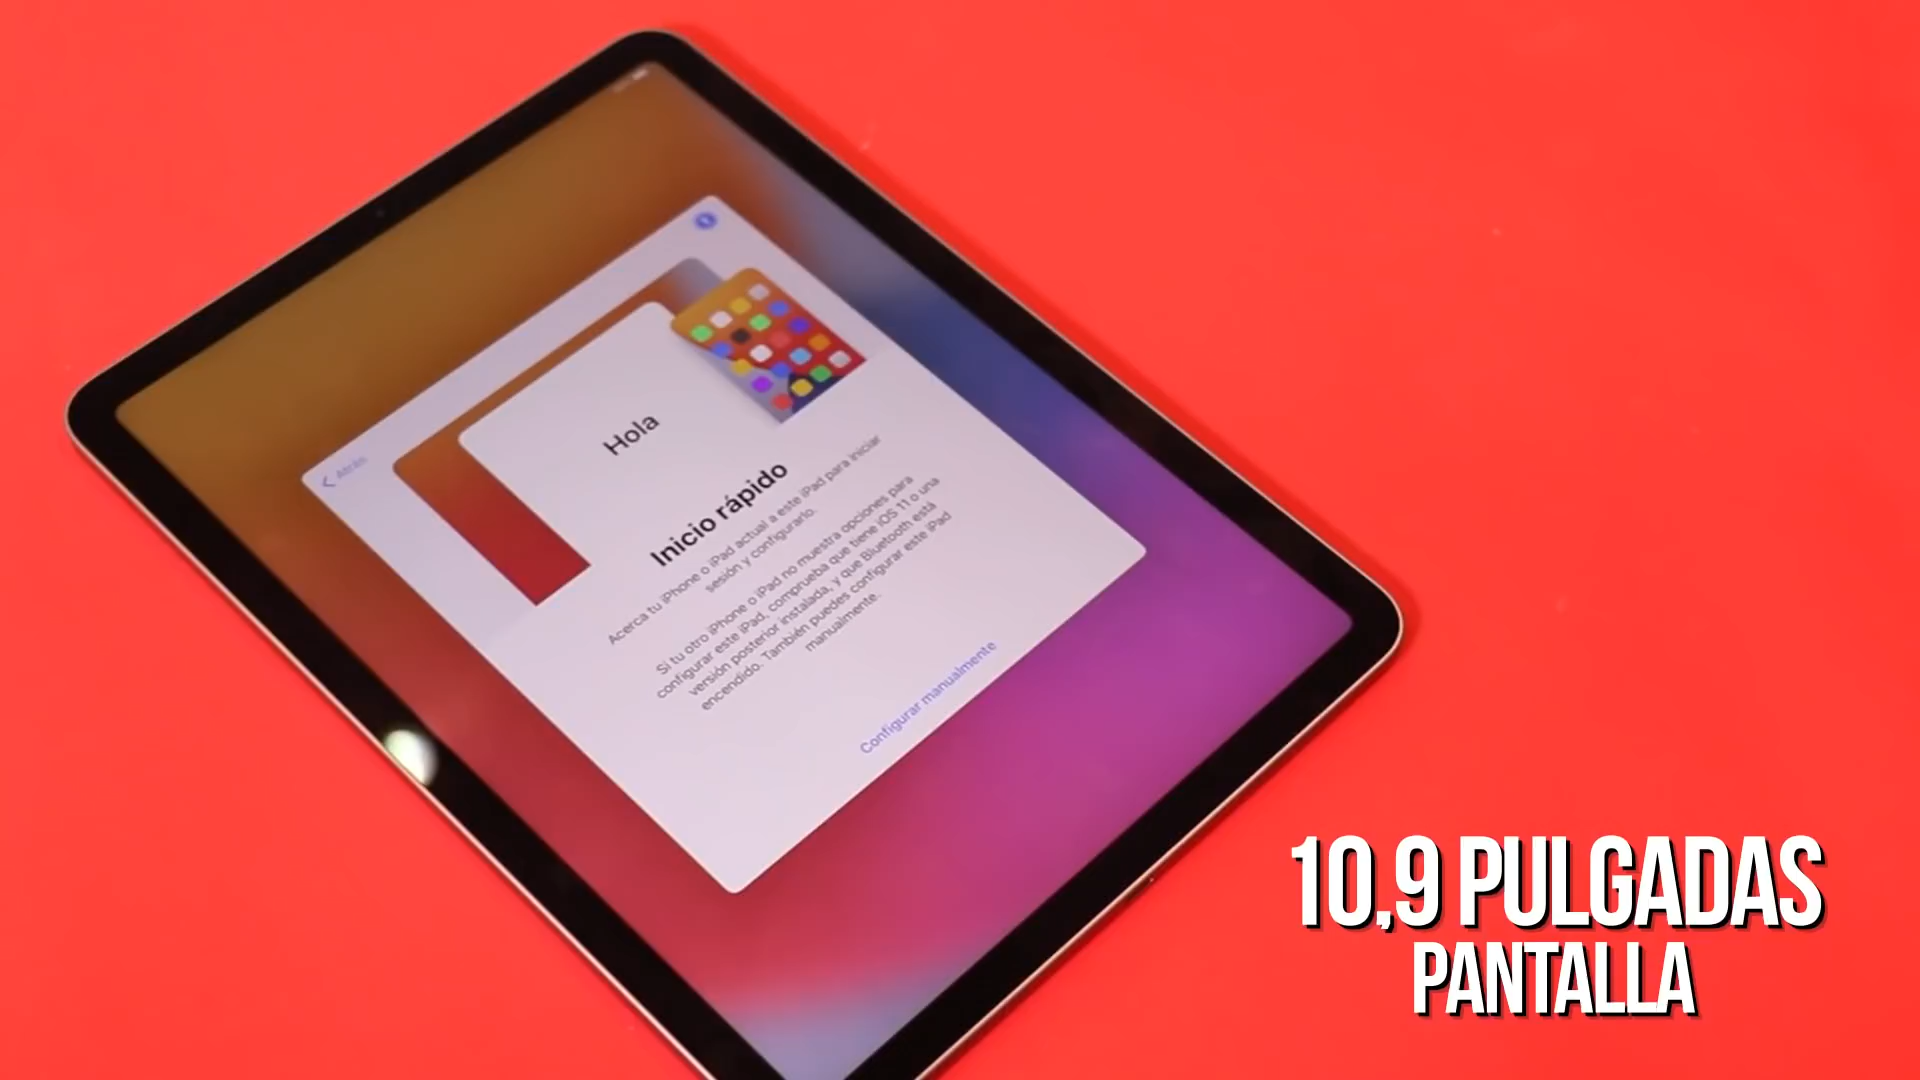 Atrás
Hola
Inicio rápido
Acerca tu iPhone o iPad actual a este iPad para iniciar
sesión y configurarlo.
Si tu otro iPhone o iPad no muestra opciones para
configurar este iPad, comprueba que tiene iOS 11 o una
versión posterior instalada, y que Bluetooth está
encendido. También puedes configurar este iPad
manualmente.
Configurar manualmente
10,9 PULGADAS
PANTALLA